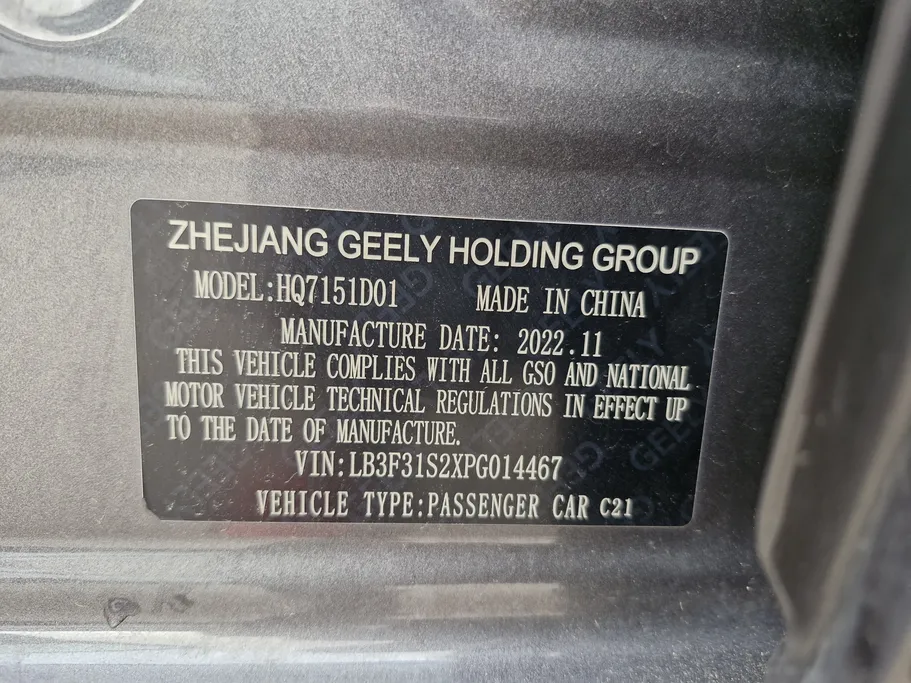 ZHEJIANG GEELY HOLDING GROUP
MODEL:HQ7151D01 MADE IN CHINA
MANUFACTURE DATE: 2022.11
THIS VEHICLE COMPLIES WITH ALL GSO AND NATIONAL
MOTOR VEHICLE TECHNICAL REGULATIONS IN EFFECT UP
TO THE DATE OF MANUFACTURE.
VIN:LB3F31S2XPG014467
VEHICLE TYPE:PASSENGER CAR C21